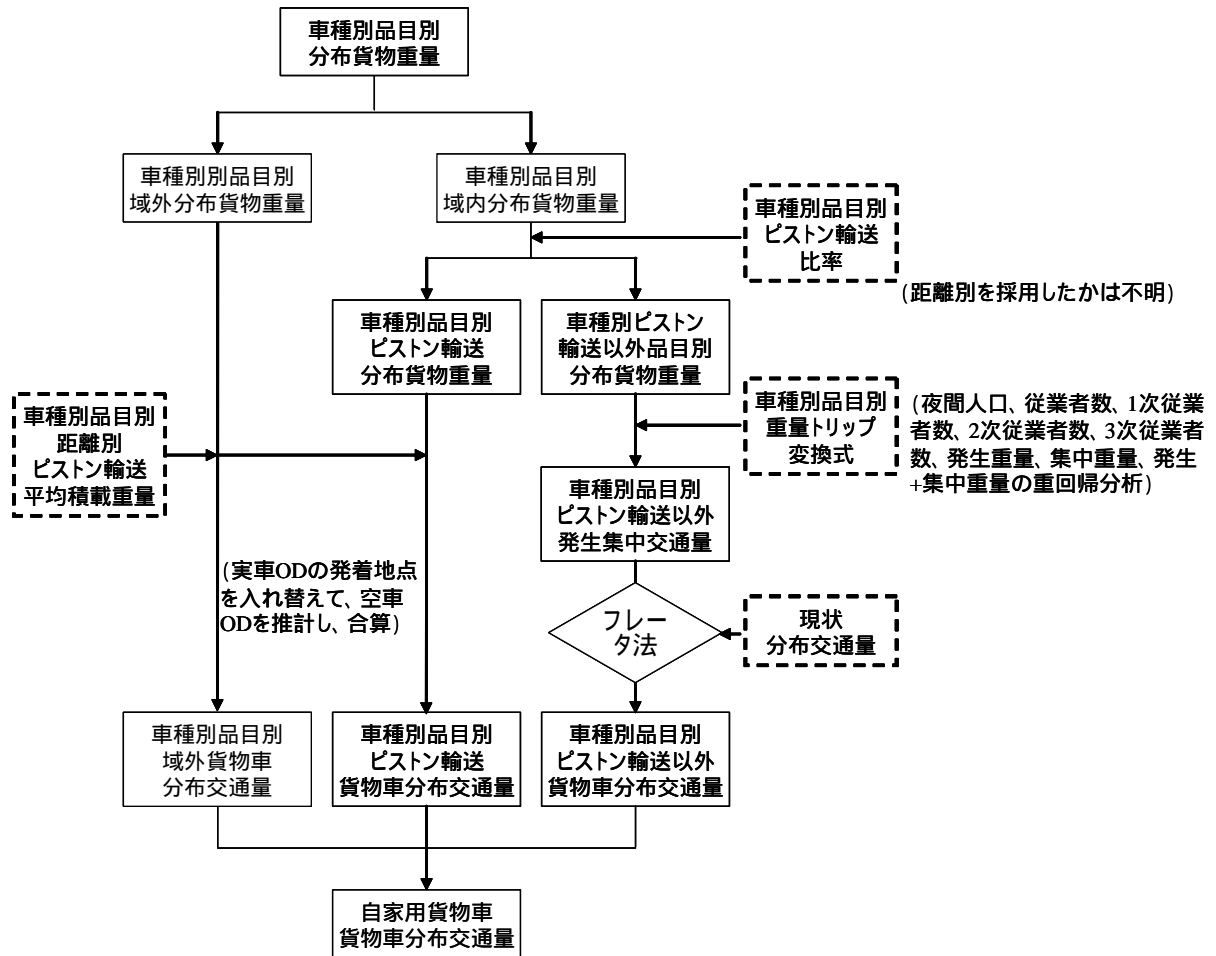 車種別品目別
分布貨物重量
車種別別品目別
域外分布貨物重量
車種別品目別
域内分布貨物重量
車種別品目別
ピストン輸送
比率
(距離別を採用したかは不明)
車種別品目別
ピストン輸送
分布貨物重量
車種別ピストン
輸送以外品目別
分布貨物重量
車種別品目別
距離別
ピストン輸送
平均積載重量
車種別品目別
重量トリップ
変換式
(夜間人口、従業者数、1次従業
者数、2次従業者数、3次従業者
数、発生重量、集中重量、発生
+集中重量の重回帰分析)
車種別品目別
ピストン輸送以外
発生集中交通量
(実車ODの発着地点
を入れ替えて、空車
ODを推計し、合算)
フレー
タ法
現状
分布交通量
車種別品目別
域外貨物車
分布交通量
車種別品目別
ピストン輸送
貨物車分布交通量
車種別品目別
ピストン輸送以外
貨物車分布交通量
自家用貨物車
貨物車分布交通量